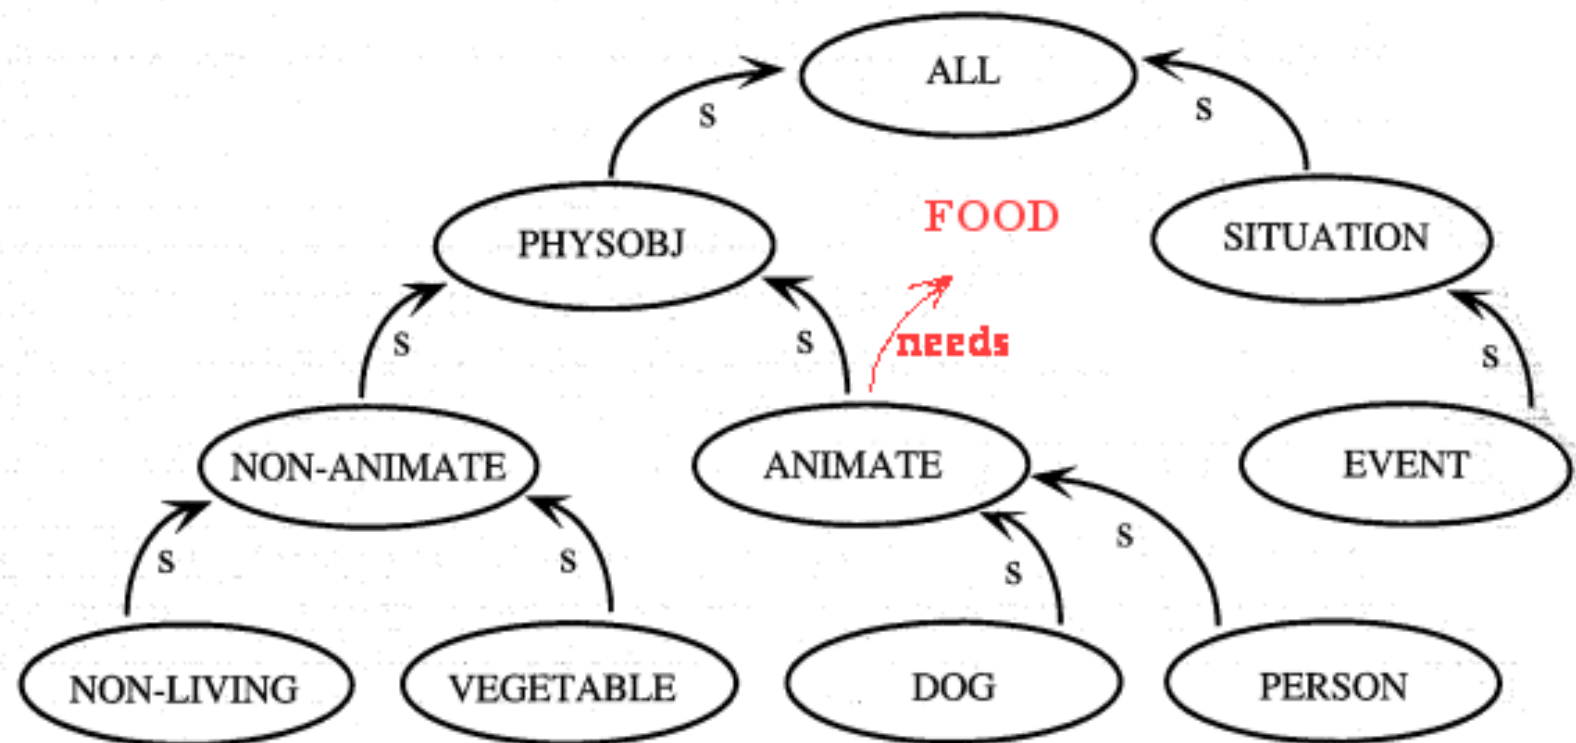 ALL
s
s
FOOD
PHYSOBJ
SITUATION
s
s
needs
s
NON-ANIMATE
ANIMATE
EVENT
s
s
s
s
NON-LIVING
VEGETABLE
DOG
PERSON